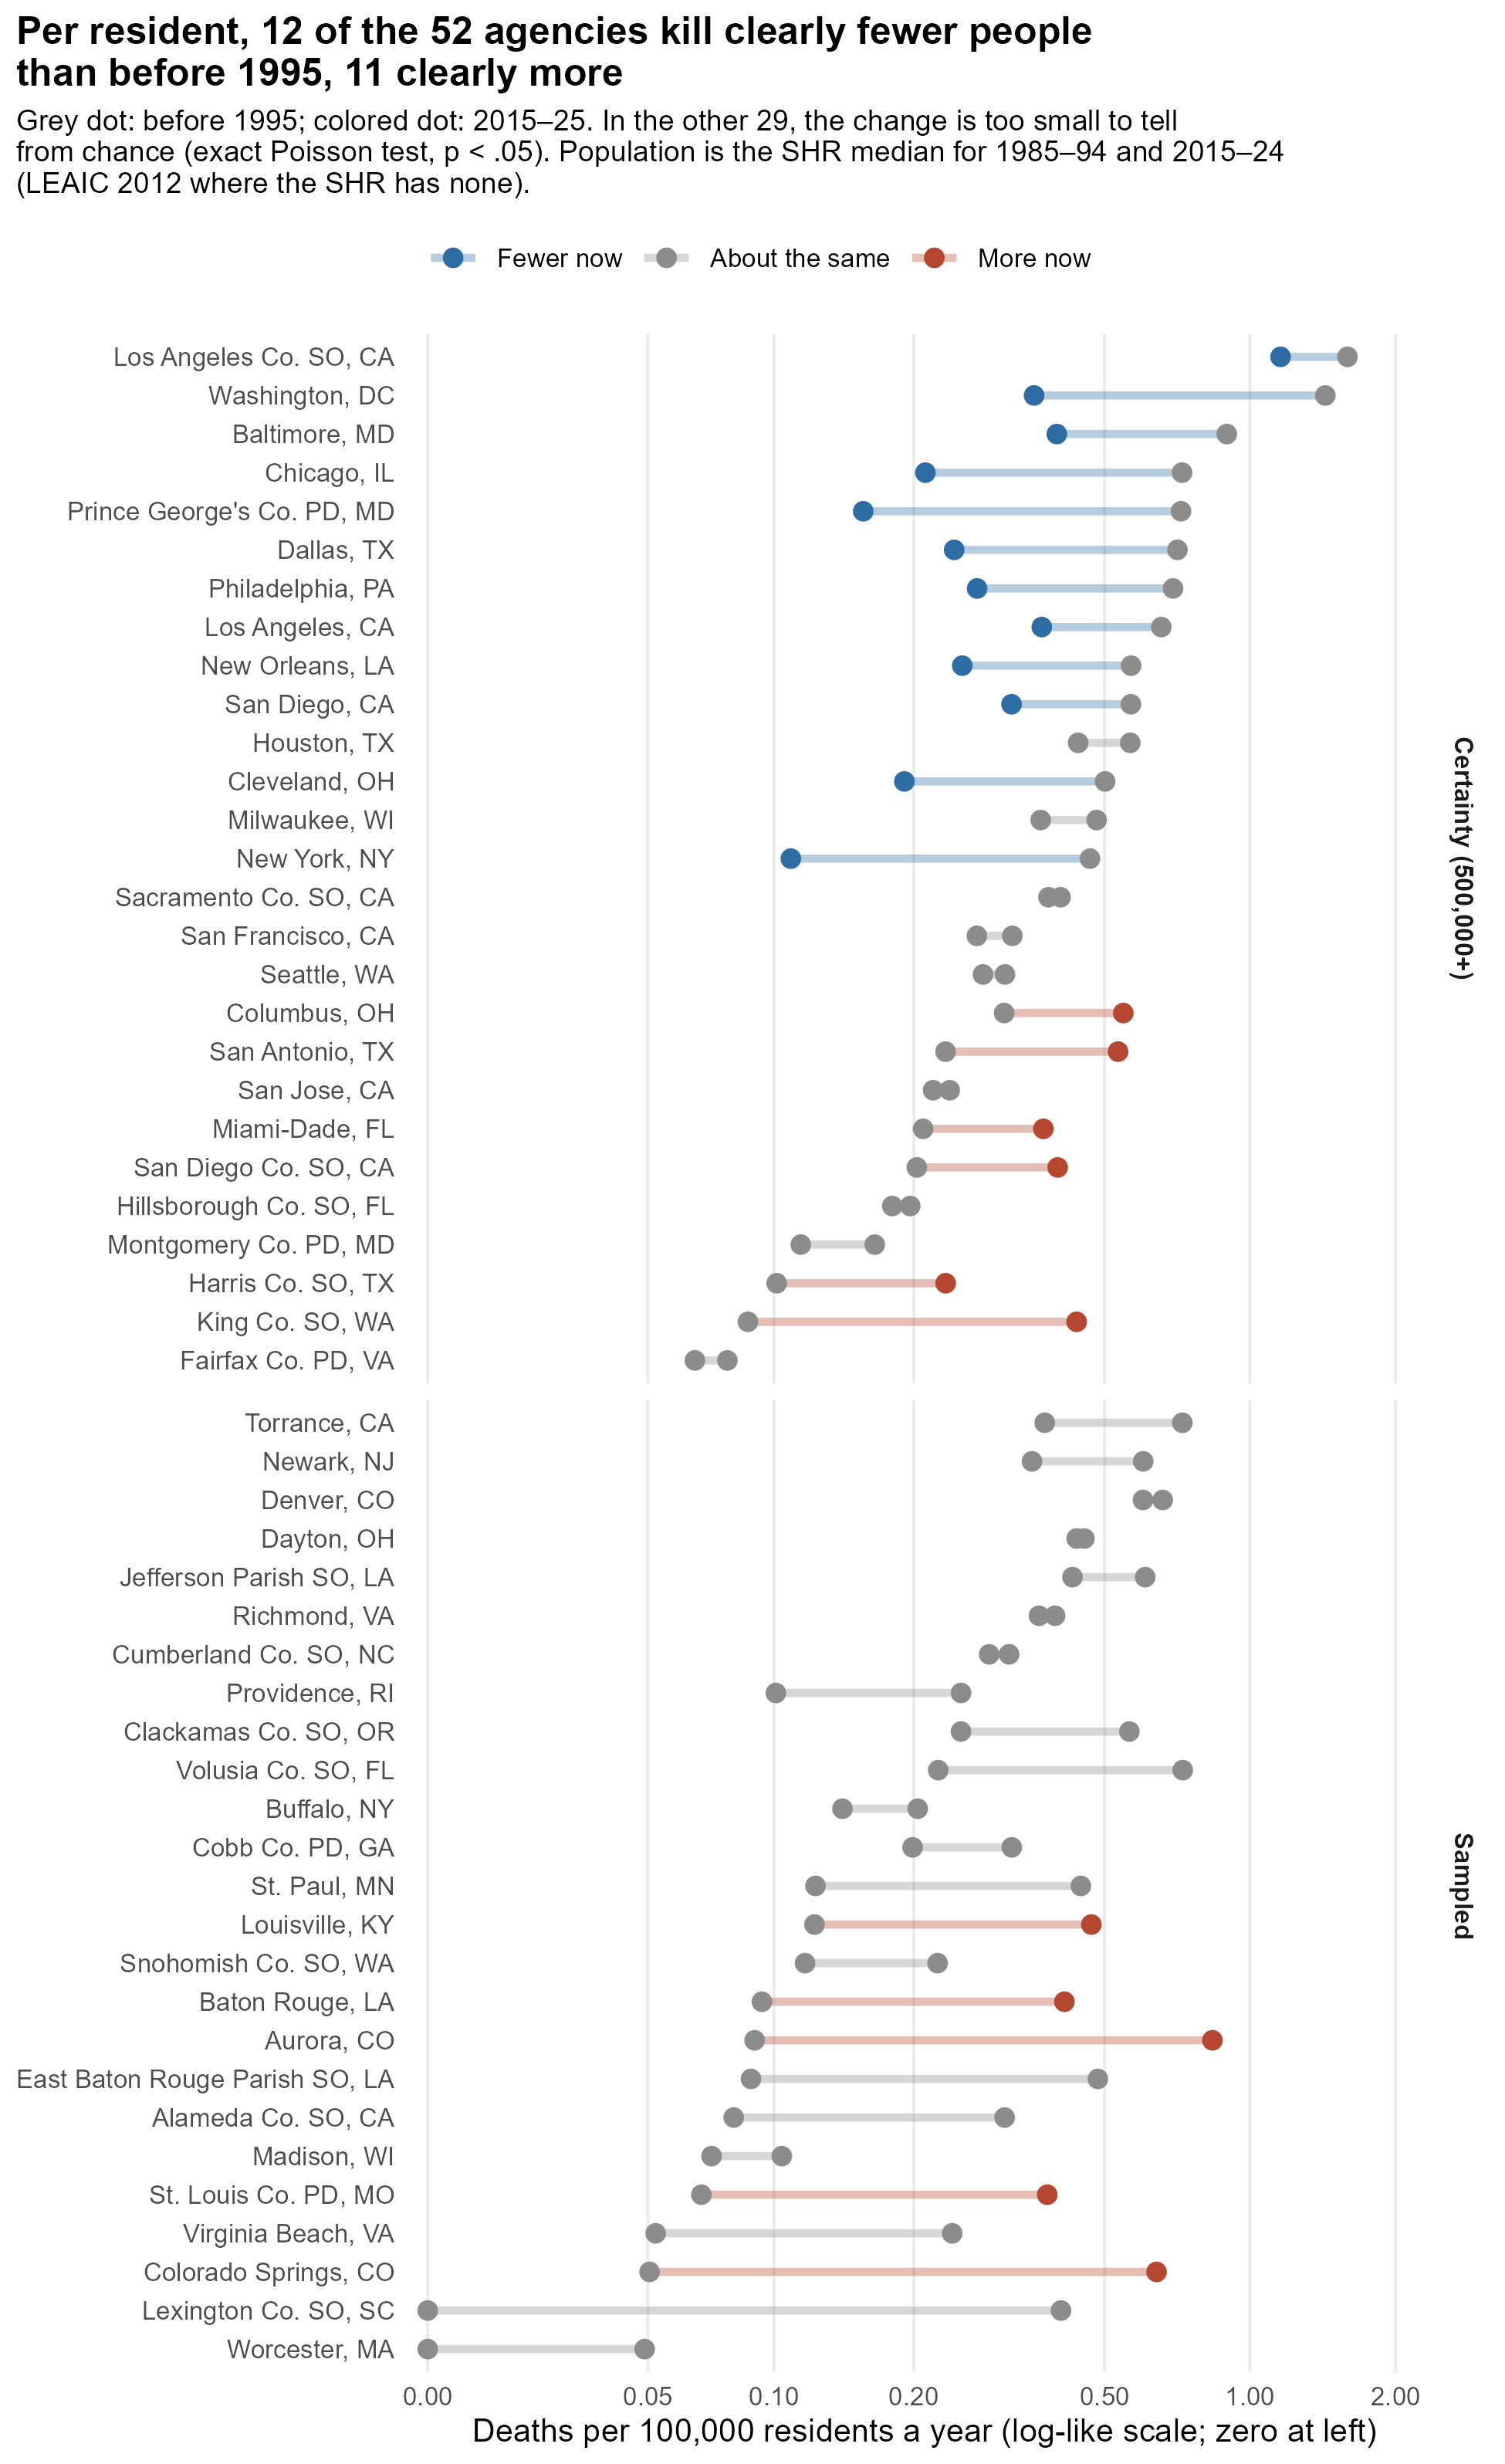 Per resident, 12 of the 52 agencies kill clearly fewer people
than before 1995, 11 clearly more
Grey dot: before 1995; colored dot: 2015–25. In the other 29, the change is too small to tell
from chance (exact Poisson test, p < .05). Population is the SHR median for 1985–94 and 2015–24
(LEAIC 2012 where the SHR has none).
Fewer now
About the same
More now
Los Angeles Co. SO, CA
Washington, DC
Baltimore, MD
Chicago, IL
Prince George's Co. PD, MD
Dallas, TX
Philadelphia, PA
Los Angeles, CA
New Orleans, LA
San Diego, CA
Houston, TX
Cleveland, OH
Milwaukee, WI
New York, NY
Sacramento Co. SO, CA
San Francisco, CA
Seattle, WA
Columbus, OH
San Antonio, TX
San Jose, CA
Miami-Dade, FL
San Diego Co. SO, CA
Hillsborough Co. SO, FL
Montgomery Co. PD, MD
Harris Co. SO, TX
King Co. SO, WA
Fairfax Co. PD, VA
Certainty (500,000+)
Torrance, CA
Newark, NJ
Denver, CO
Dayton, OH
Jefferson Parish SO, LA
Richmond, VA
Cumberland Co. SO, NC
Providence, RI
Clackamas Co. SO, OR
Volusia Co. SO, FL
Buffalo, NY
Cobb Co. PD, GA
St. Paul, MN
Louisville, KY
Snohomish Co. SO, WA
Baton Rouge, LA
Aurora, CO
East Baton Rouge Parish SO, LA
Alameda Co. SO, CA
Madison, WI
St. Louis Co. PD, MO
Virginia Beach, VA
Colorado Springs, CO
Lexington Co. SO, SC
Worcester, MA
Sampled
0.00 0.05 0.10 0.20 0.50 1.00 2.00
Deaths per 100,000 residents a year (log-like scale; zero at left)